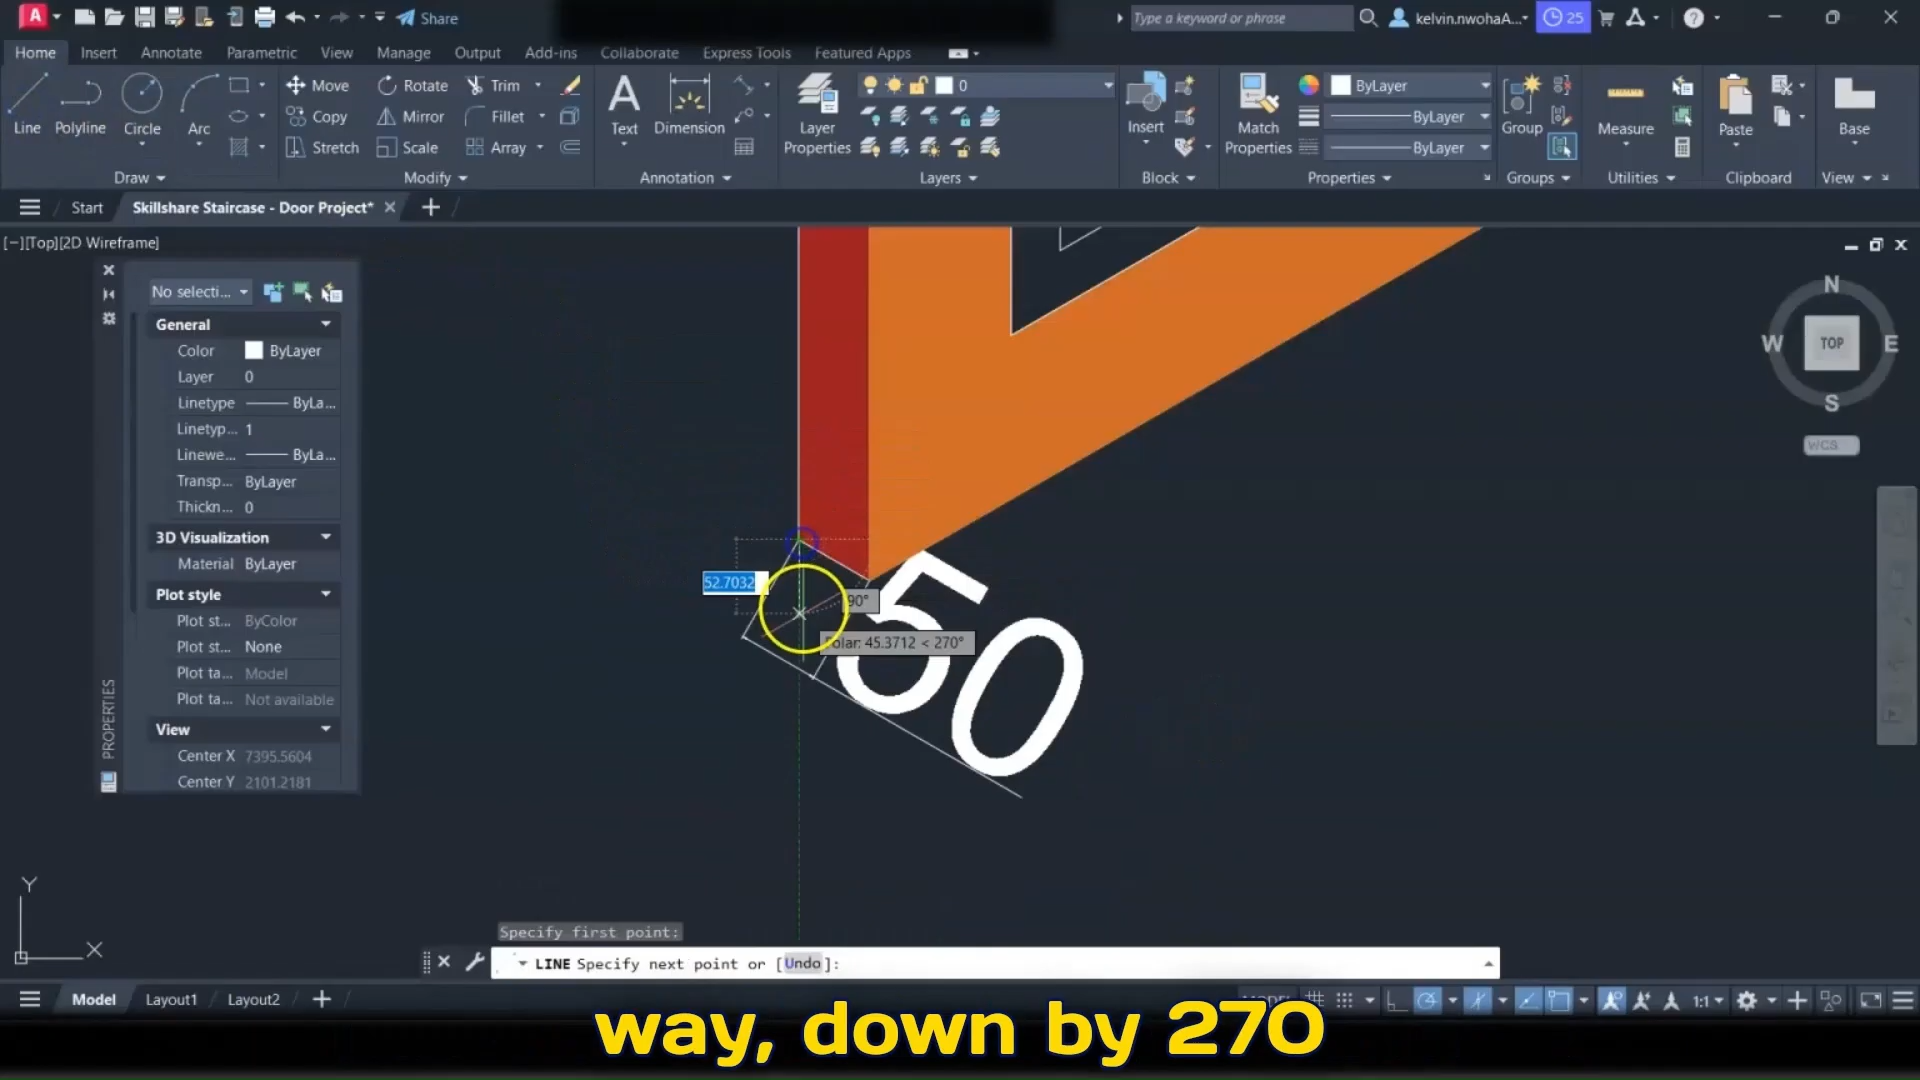 A
Share
Type a keyword or phrase
kelvin.nwohaA...
25
Home Insert Annotate Parametric View Manage Output Add-ins Collaborate Express Tools Featured Apps
Line Polyline Circle Arc
Move Rotate Trim
Copy Mirror Fillet
Stretch Scale Array
Text Dimension
Layer Properties
0
Insert
Match Properties
ByLayer
ByLayer
ByLayer
Group
Measure
Paste
Base
Draw Modify Annotation Layers Block Properties Groups Utilities Clipboard View
Start Skillshare Staircase - Door Project*
[−][Top][2D Wireframe]
No selecti...
General
Color ByLayer
Layer 0
Linetype ByLa...
Linetyp... 1
Linewe... ByLa...
Transp... ByLayer
Thickn... 0
3D Visualization
Material ByLayer
Plot style
Plot st... ByColor
Plot st... None
Plot ta... Model
Plot ta... Not available
View
Center X 7395.5604
Center Y 2101.2181
PROPERTIES
N
W TOP E
S
WCS
52.7032
90°
Polar: 45.3712 < 270°
50
Y
X
Specify first point:
LINE Specify next point or [Undo]:
Model Layout1 Layout2
MODEL
1:1
way, down by 270